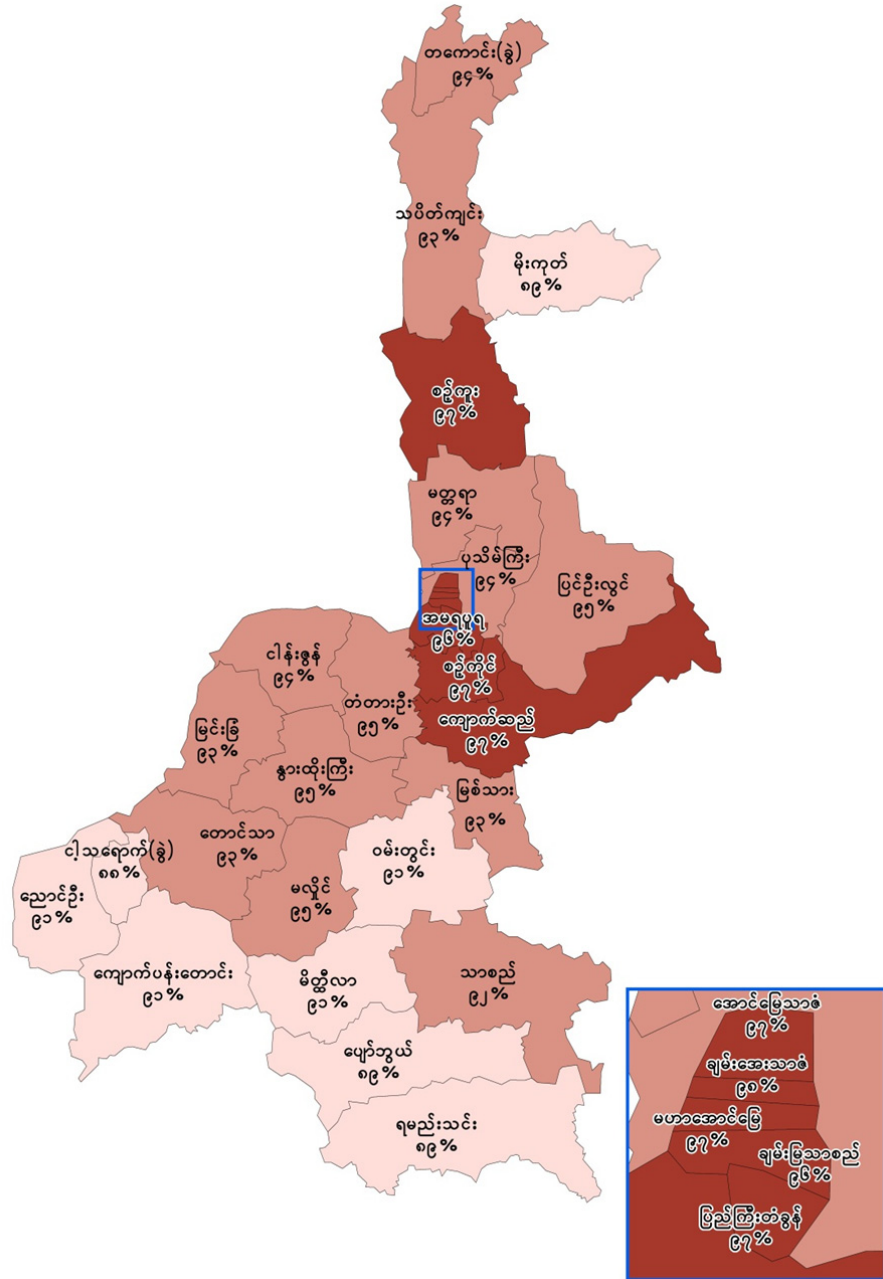 တကောင်း(ခွဲ)
၉၄%
သပိတ်ကျင်း
၉၃%
မိုးကုတ်
၈၉%
စဥ့်ကူး
၉၇%
မတ္တရာ
၉၄%
ပုသိမ်ကြီး
၉၄%
ပြင်ဦးလွင်
၉၅%
အမရပူရ
၉၆%
စဥ့်ကိုင်
၉၇%
ကျောက်ဆည်
၉၇%
ငါန်းဇွန်
၉၄%
တံတားဦး
၉၅%
မြင်းခြံ
၉၃%
နွားထိုးကြီး
၉၅%
မြစ်သား
၉၃%
တောင်သာ
၉၃%
ငါ့သရောက်(ခွဲ)
၈၈%
ဝမ်းတွင်း
၉၁%
ညောင်ဦး
၉၁%
မလှိုင်
၉၅%
ကျောက်ပန်းတောင်း
၉၁%
မိတ္ထီလာ
၉၁%
သာစည်
၉၂%
ပျော်ဘွယ်
၈၉%
ရမည်းသင်း
၈၉%
အောင်မြေသာဇံ
၉၇%
ချမ်းအေးသာဇံ
၉၈%
မဟာအောင်မြေ
၉၇%
ချမ်းမြသာစည်
၉၆%
ပြည်ကြီးတံခွန်
၉၇%